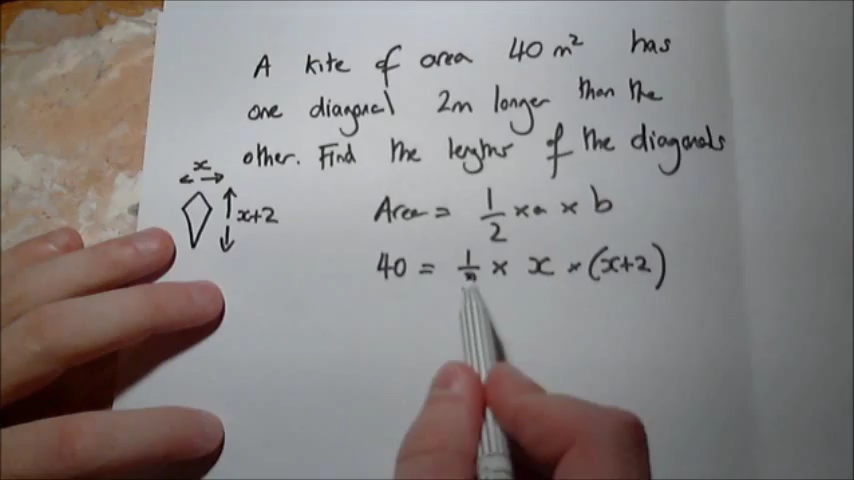 A kite of area 40 m²  has
one diagonal 2m longer than the
other. Find the lengths of the diagonals
x
x+2
Area = 1/2 × a × b
40 = 1/2 × x × (x+2)